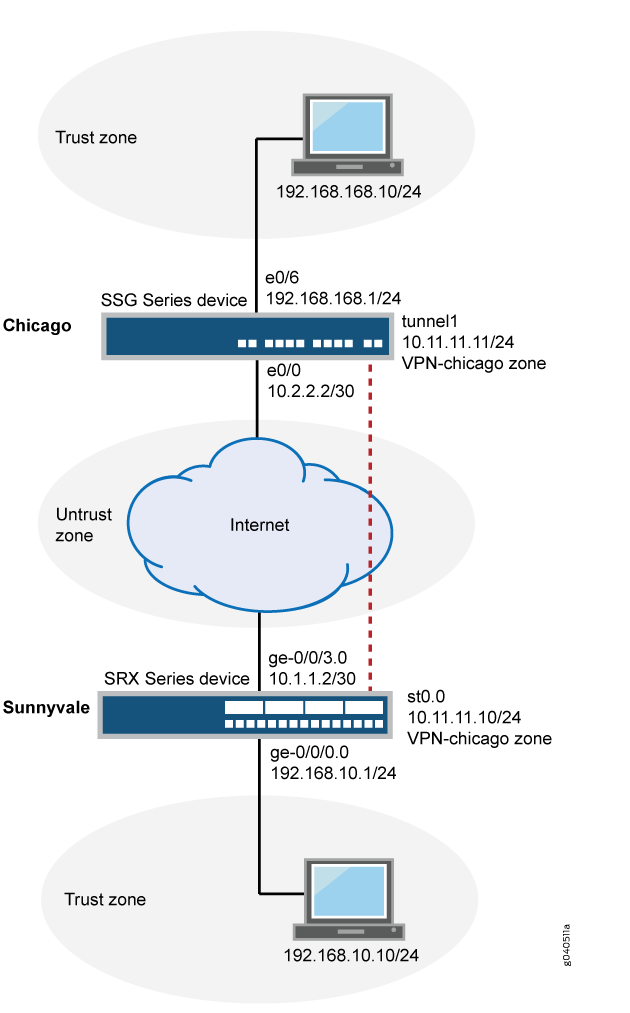 Trust zone
192.168.168.10/24
e0/6
SSG Series device
192.168.168.1/24
Chicago
tunnel1
10.11.11.11/24
VPN-chicago zone
e0/0
10.2.2.2/30
Untrust
zone
Internet
ge-0/0/3.0
SRX Series device
10.1.1.2/30
Sunnyvale
st0.0
10.11.11.10/24
VPN-chicago zone
ge-0/0/0.0
192.168.10.1/24
Trust zone
192.168.10.10/24
g040511a